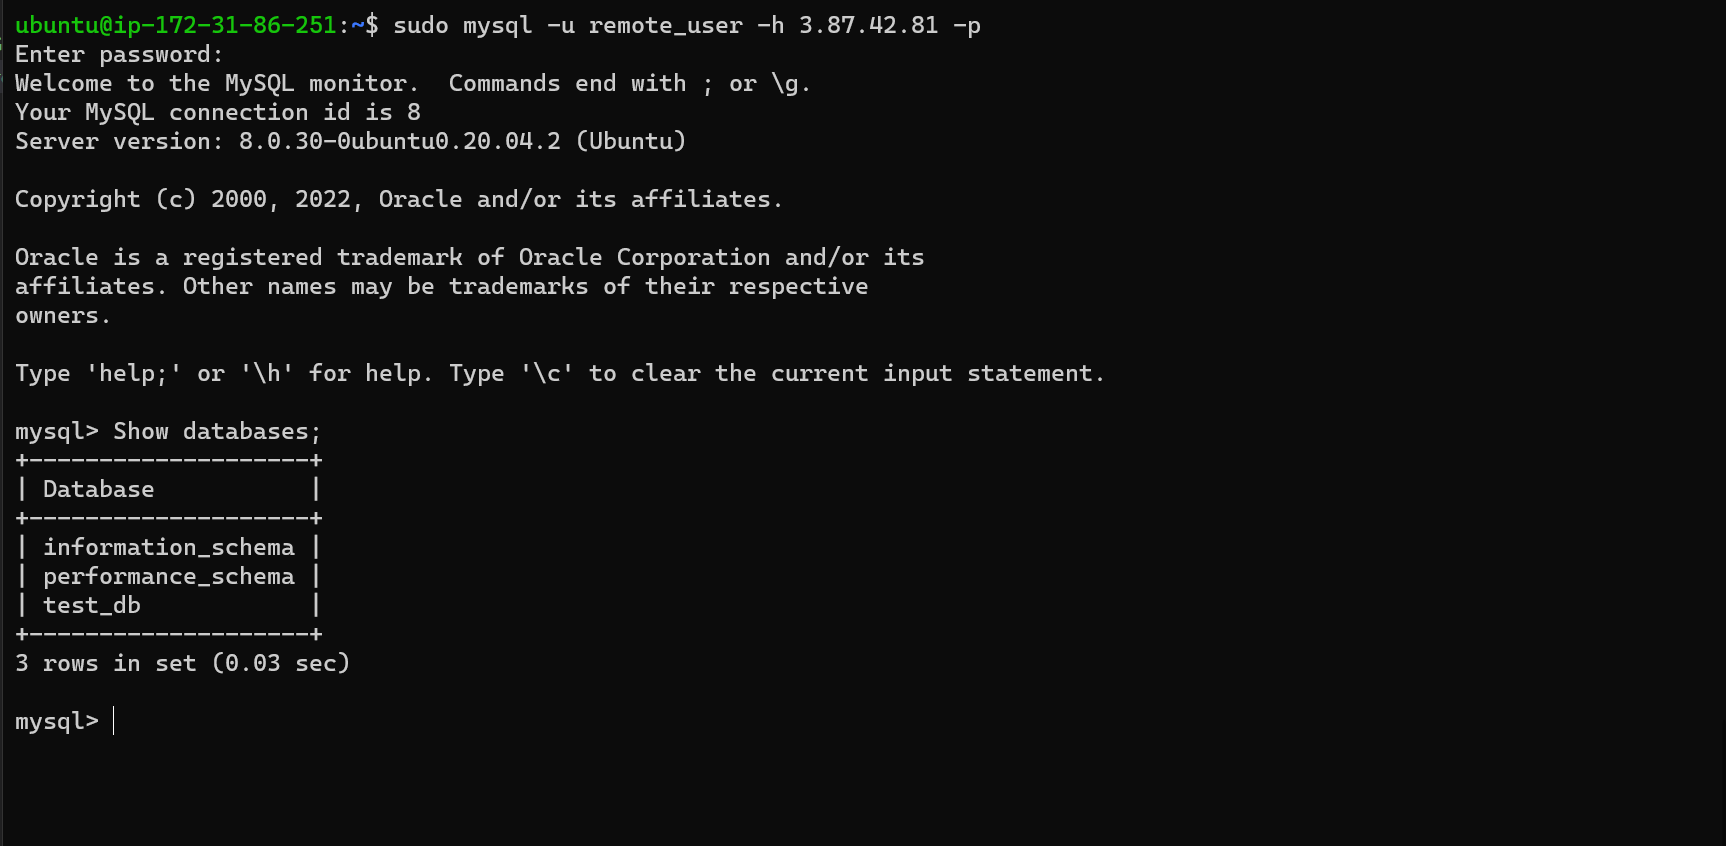 ubuntu@ip-172-31-86-251:~$ sudo mysql -u remote_user -h 3.87.42.81 -p
Enter password:
Welcome to the MySQL monitor.  Commands end with ; or \g.
Your MySQL connection id is 8
Server version: 8.0.30-0ubuntu0.20.04.2 (Ubuntu)

Copyright (c) 2000, 2022, Oracle and/or its affiliates.

Oracle is a registered trademark of Oracle Corporation and/or its
affiliates. Other names may be trademarks of their respective
owners.

Type 'help;' or '\h' for help. Type '\c' to clear the current input statement.

mysql> Show databases;
+--------------------+
| Database           |
+--------------------+
| information_schema |
| performance_schema |
| test_db            |
+--------------------+
3 rows in set (0.03 sec)

mysql>